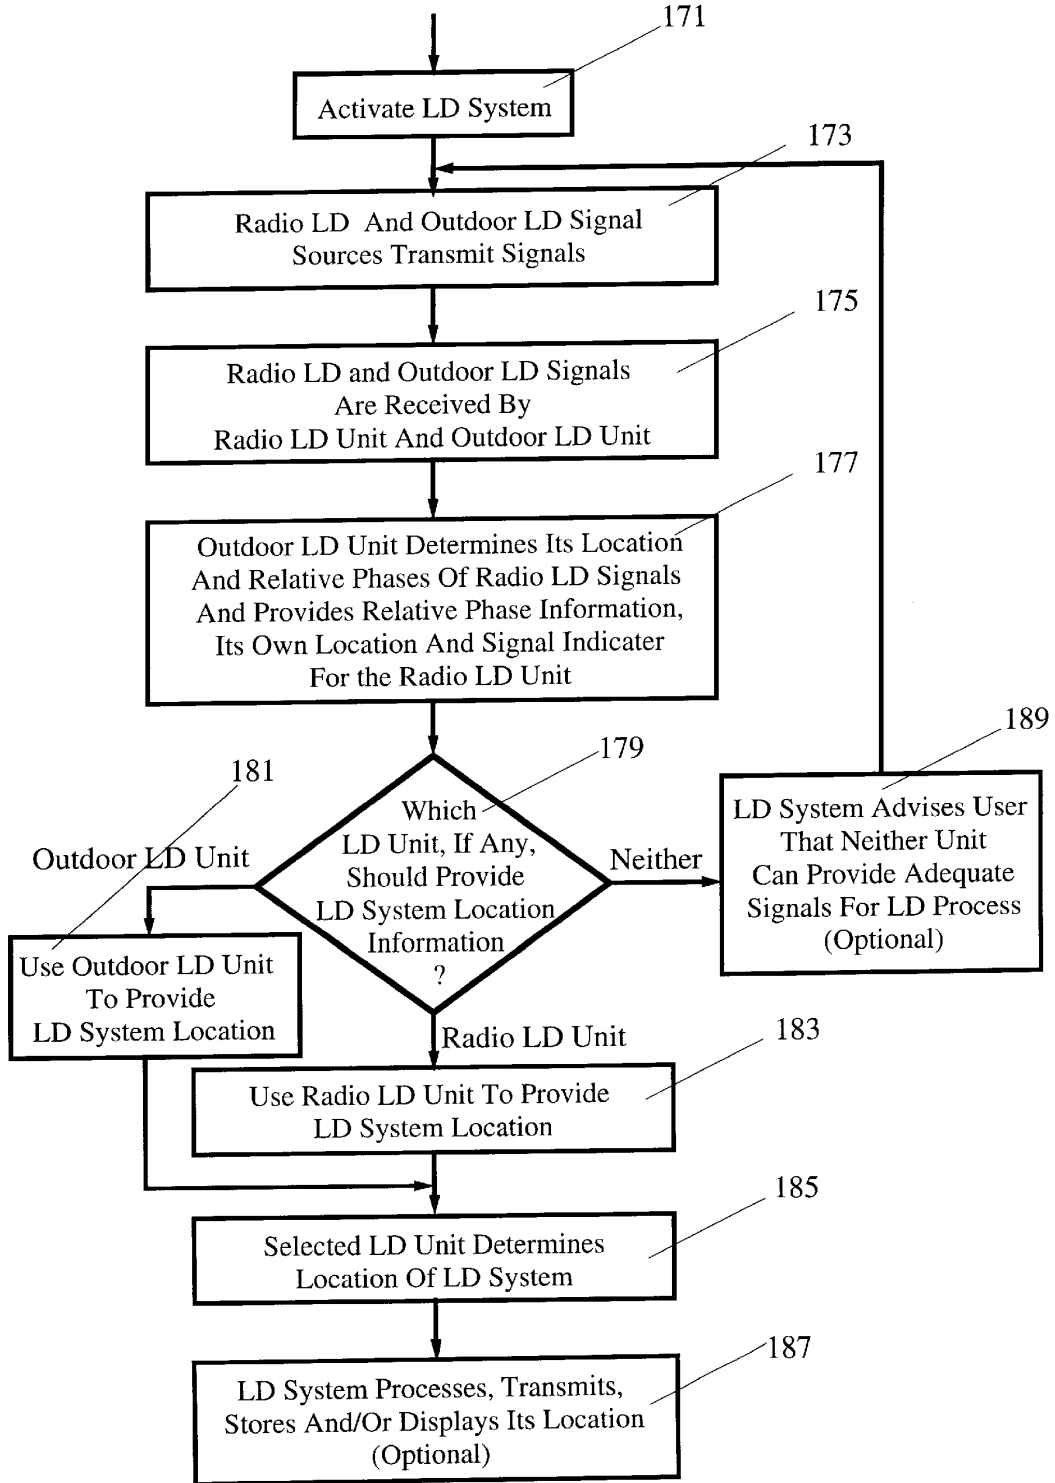 171
Activate LD System
173
Radio LD And Outdoor LD Signal
Sources Transmit Signals
175
Radio LD and Outdoor LD Signals
Are Received By
Radio LD Unit And Outdoor LD Unit
177
Outdoor LD Unit Determines Its Location
And Relative Phases Of Radio LD Signals
And Provides Relative Phase Information,
Its Own Location And Signal Indicater
For the Radio LD Unit
179
Which
LD Unit, If Any,
Should Provide
LD System Location
Information
?
Outdoor LD Unit
181
Use Outdoor LD Unit
To Provide
LD System Location
Neither
189
LD System Advises User
That Neither Unit
Can Provide Adequate
Signals For LD Process
(Optional)
Radio LD Unit
183
Use Radio LD Unit To Provide
LD System Location
185
Selected LD Unit Determines
Location Of LD System
187
LD System Processes, Transmits,
Stores And/Or Displays Its Location
(Optional)